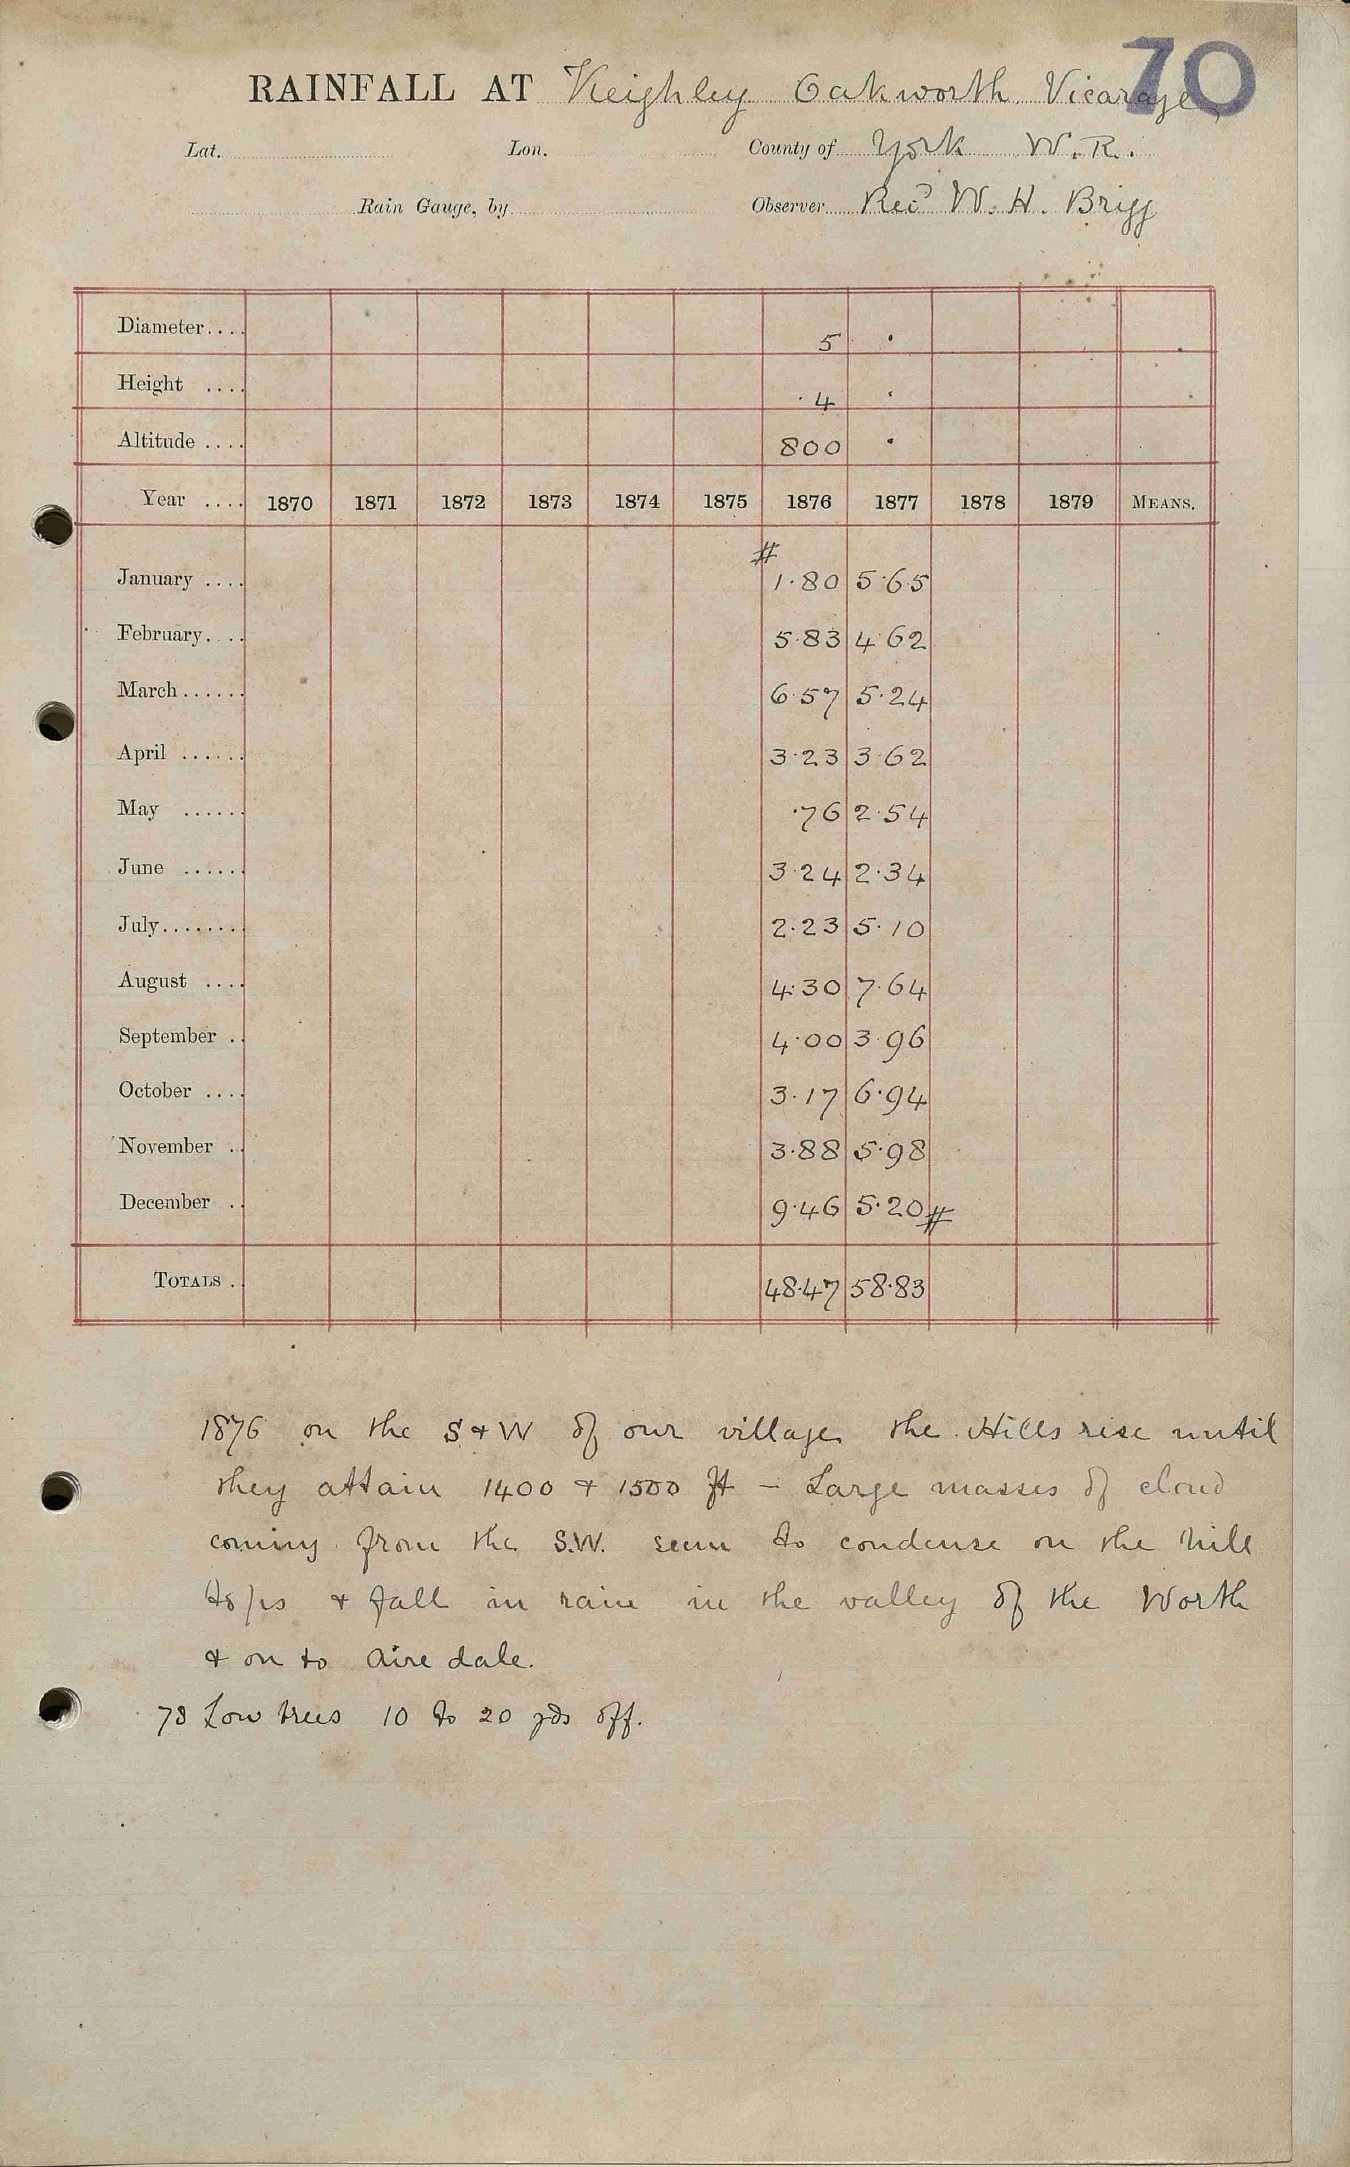 70
RAINFALL AT Keighley Oakworth Vicarage
Lat. Lon. County of York W.R.
Rain Gauge, by Observer Revd W. H. Brigg
Diameter.... 5 ·
Height .... ·4 ·
Altitude .... 800 ·
Year .... 1870 1871 1872 1873 1874 1875 1876 1877 1878 1879 MEANS.
#
January .... 1·80 5·65
February.... 5·83 4·62
March...... 6·57 5·24
April ...... 3·23 3·62
May ...... ·76 2·54
June ...... 3·24 2·34
July....... 2·23 5·10
August .... 4·30 7·64
September .. 4·00 3·96
October .... 3·17 6·94
November .. 3·88 5·98
December .. 9·46 5·20 #
TOTALS . 48·47 58·83
1876 on the S & W of our village the Hills rise until
they attain 1400 & 1500 ft – Large masses of cloud
coming from the S.W. seem to condense on the hill
tops & fall in rain in the valley of the Worth
& on to Airedale.
78 Low trees 10 to 20 yds off.